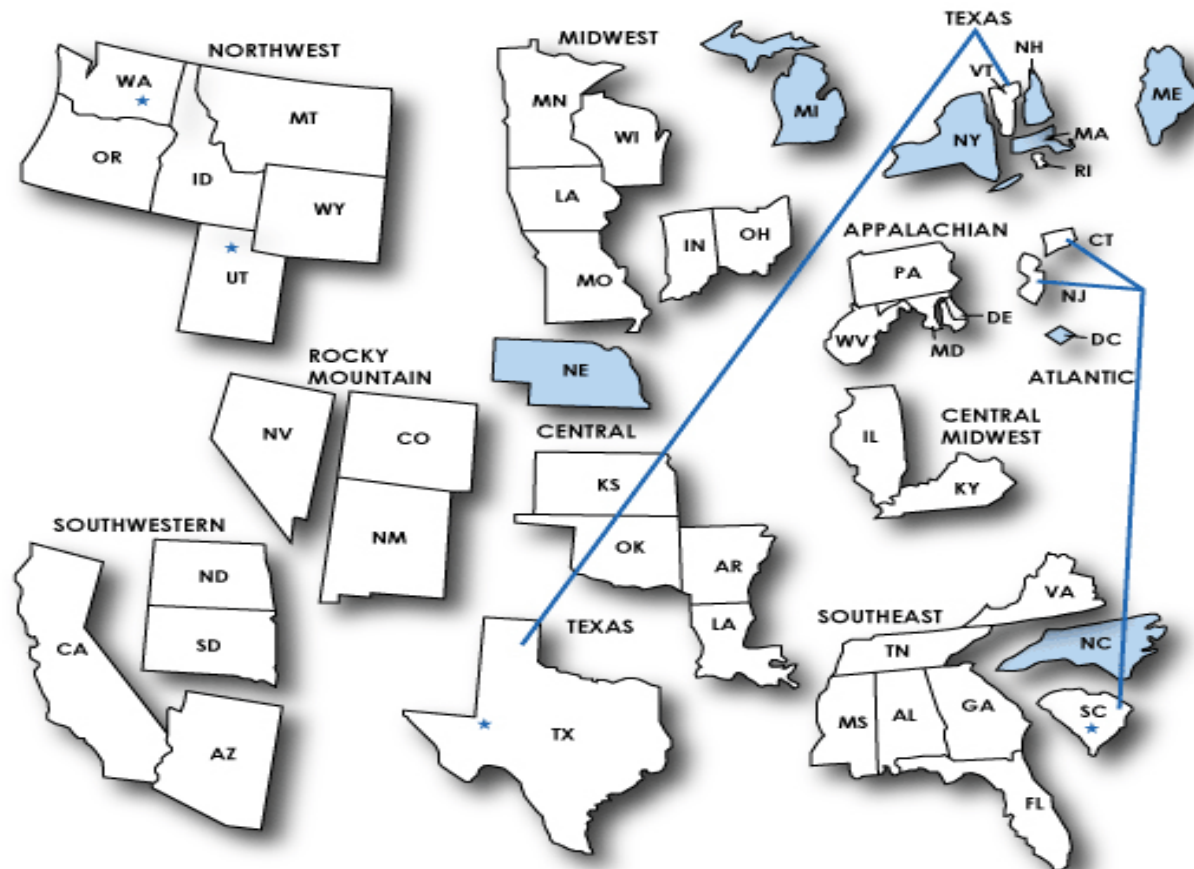 NORTHWEST
WA
MT
OR
ID
WY
UT
MIDWEST
MN
WI
LA
IN
OH
MO
MI
NE
TEXAS
NH
VT
ME
NY
MA
RI
APPALACHIAN
PA
CT
NJ
DE
WV
MD
DC
ATLANTIC
ROCKY
MOUNTAIN
NV
CO
NM
CENTRAL
KS
OK
AR
LA
CENTRAL
MIDWEST
IL
KY
SOUTHWESTERN
ND
CA
SD
AZ
TEXAS
TX
SOUTHEAST
VA
TN
NC
MS
AL
GA
SC
FL